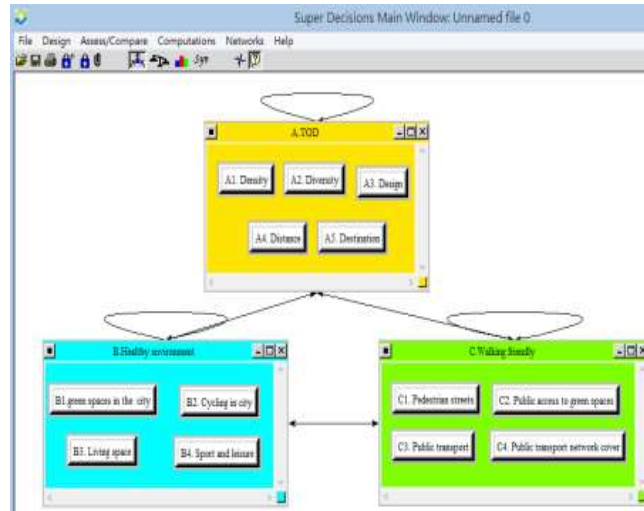 Super Decisions Main Window: Unnamed file 0
File Design Assess/Compare Computations Networks Help
Syn
A.TOD
A1. Density A2. Diversity A3. Design
A4. Distance A5. Destination
B.Healthy environment
B1.green spaces in the city B2. Cycling in city
B3. Living space B4. Sport and leisure
C.Walking friendly
C1. Pedestrian streets C2. Public access to green spaces
C3. Public transport C4. Public transport network cover